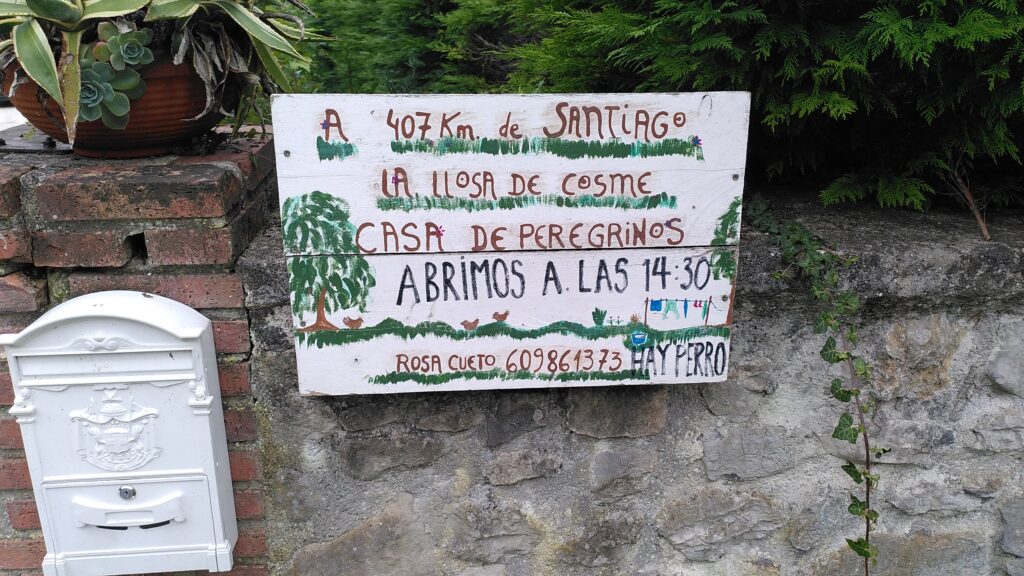 A 407 Km. de SANTIAGO
LA LLOSA DE COSME
CASA DE PEREGRINOS
ABRIMOS A LAS 14:30
ROSA CUETO 609861373 HAY PERRO